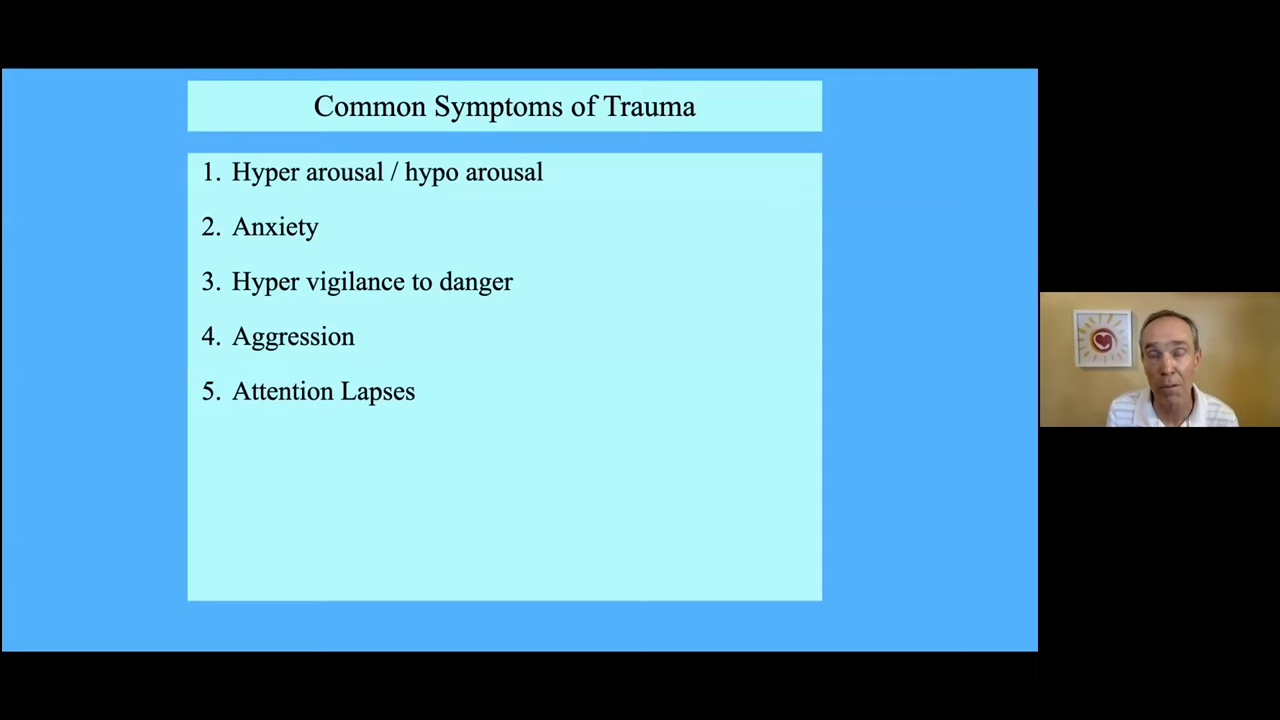 Common Symptoms of Trauma
1. Hyper arousal / hypo arousal
2. Anxiety
3. Hyper vigilance to danger
4. Aggression
5. Attention Lapses